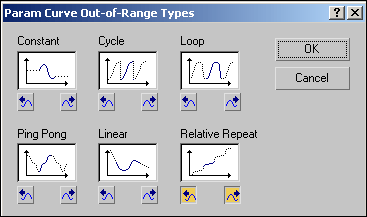 Param Curve Out-of-Range Types
Constant Cycle Loop
OK
Cancel
Ping Pong Linear Relative Repeat